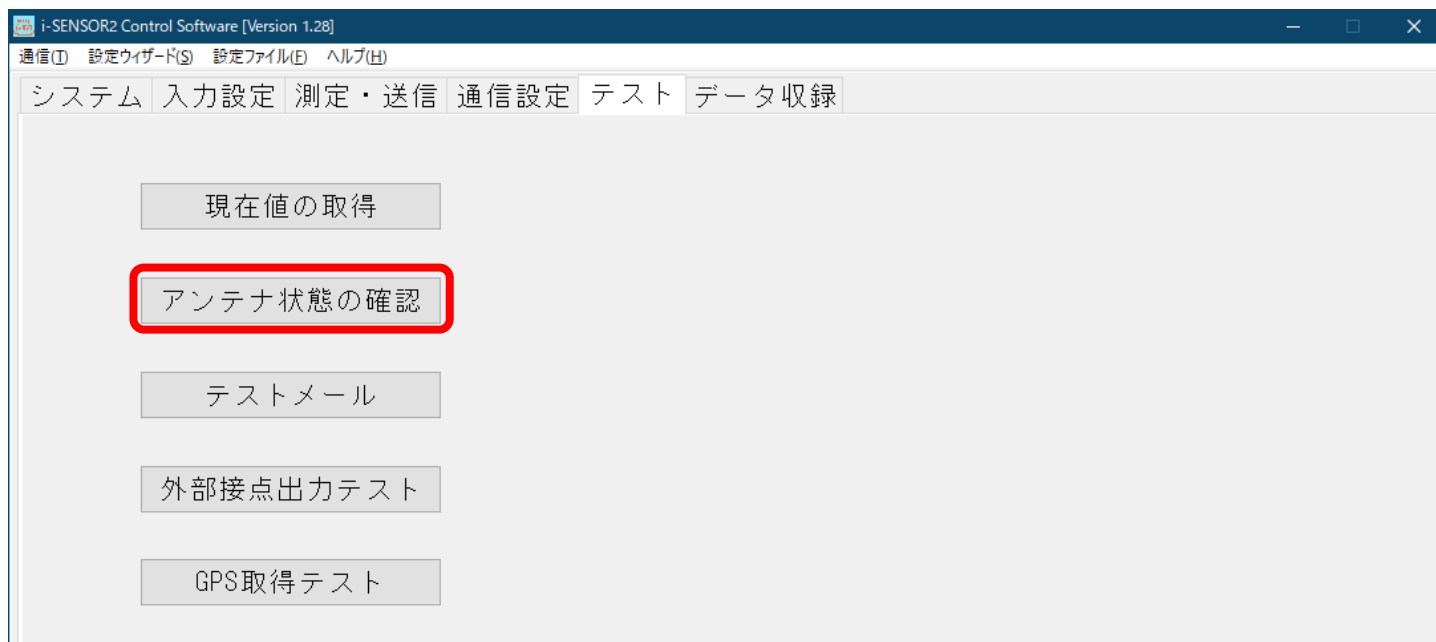 i-SENSOR2 Control Software [Version 1.28]
通信(T) 設定ウィザード(S) 設定ファイル(F) ヘルプ(H)
システム 入力設定 測定・送信 通信設定 テスト データ収録
現在値の取得
アンテナ状態の確認
テストメール
外部接点出力テスト
GPS取得テスト